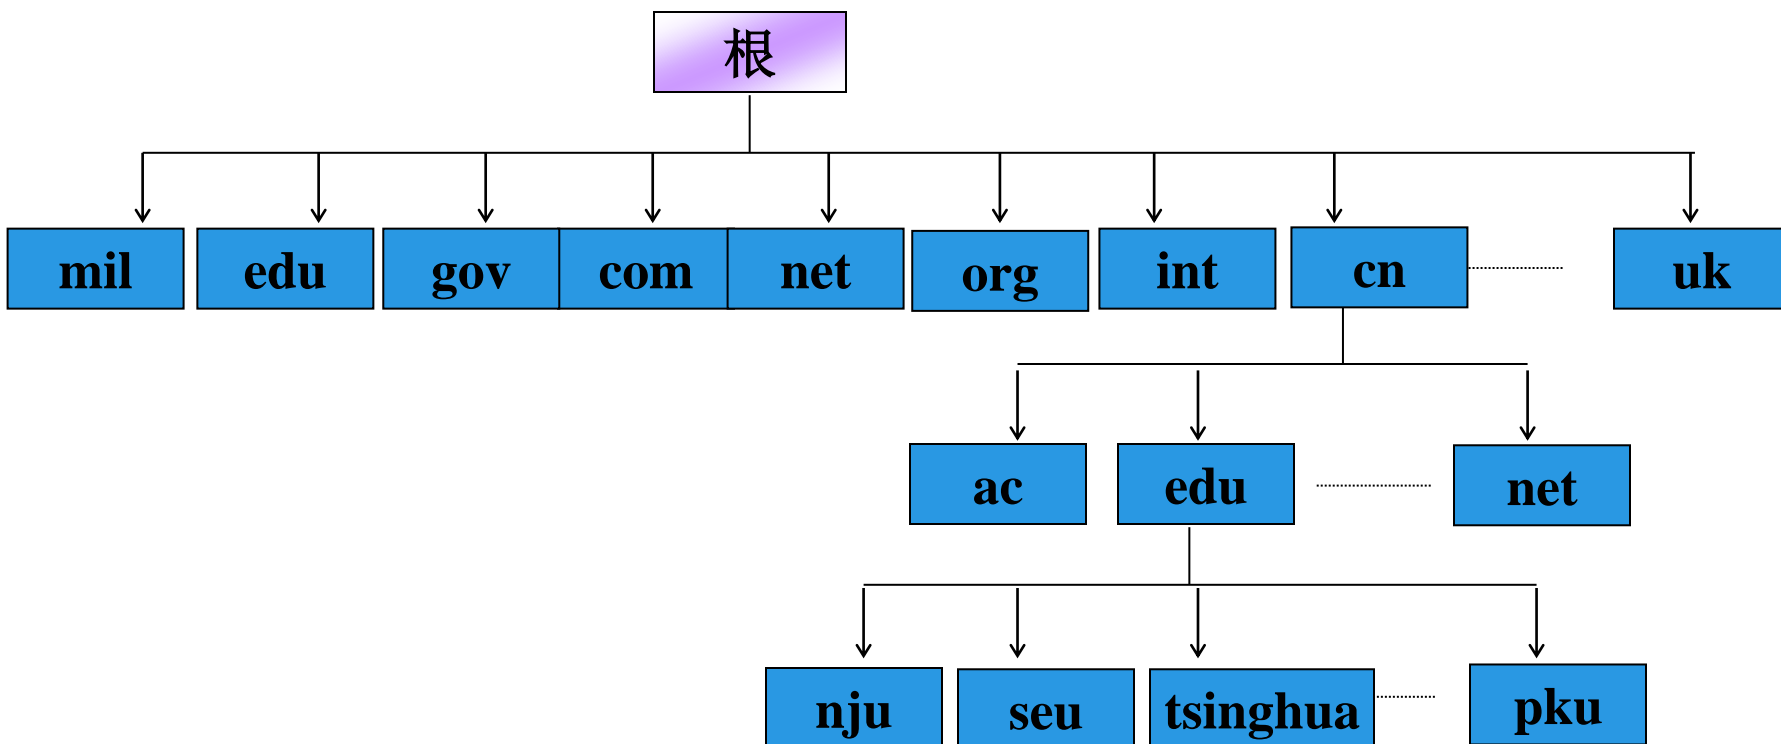 根
mil edu gov com net org int cn uk
ac edu net
nju seu tsinghua pku